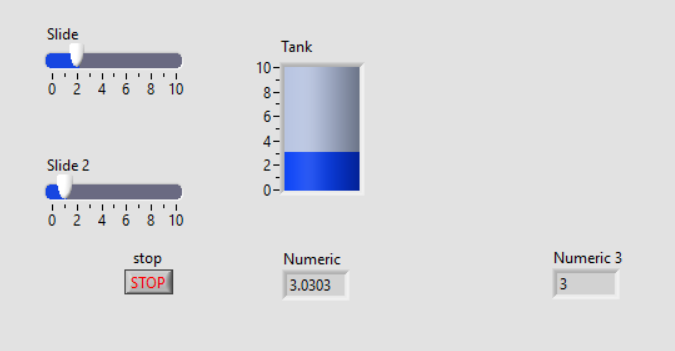 Slide
0 2 4 6 8 10
Tank
10
8
6
4
2
0
Slide 2
0 2 4 6 8 10
stop
STOP
Numeric
3.0303
Numeric 3
3